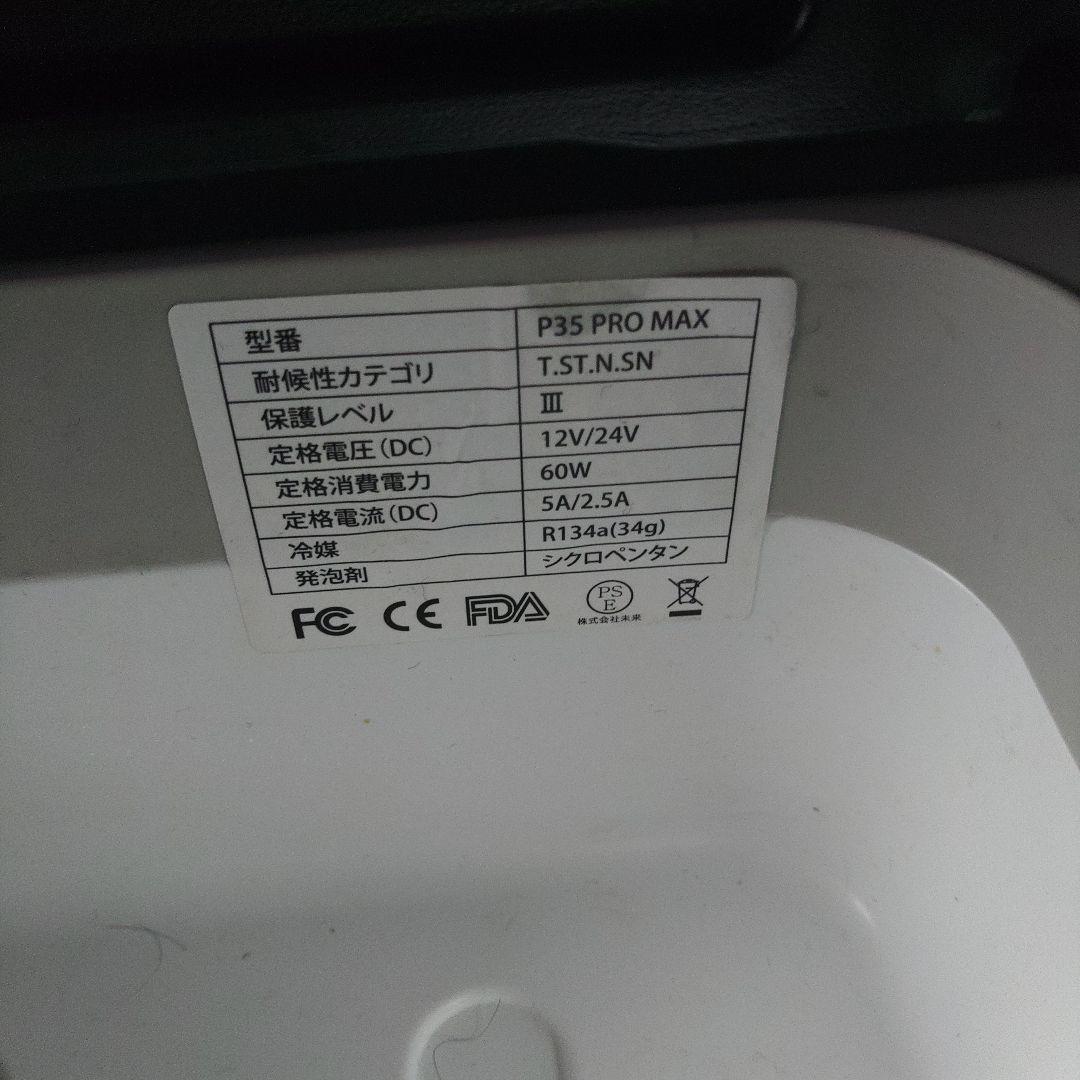 型番 P35 PRO MAX
耐候性カテゴリ T.ST.N.SN
保護レベル Ⅲ
定格電圧(DC) 12V/24V
定格消費電力 60W
定格電流(DC) 5A/2.5A
冷媒 R134a(34g)
発泡剤 シクロペンタン
FC CE FDA PSE
株式会社未来